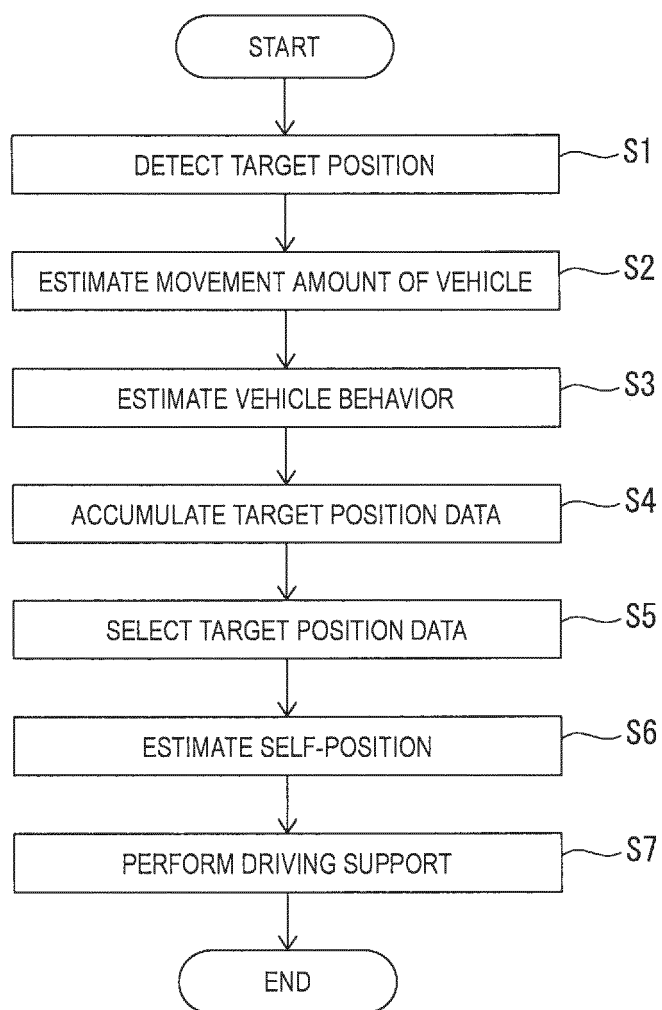 START
DETECT TARGET POSITION S1
ESTIMATE MOVEMENT AMOUNT OF VEHICLE S2
ESTIMATE VEHICLE BEHAVIOR S3
ACCUMULATE TARGET POSITION DATA S4
SELECT TARGET POSITION DATA S5
ESTIMATE SELF-POSITION S6
PERFORM DRIVING SUPPORT S7
END